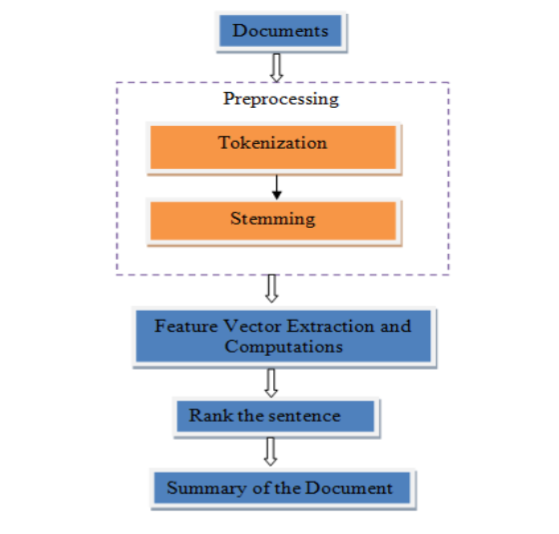 Documents
Preprocessing
Tokenization
Stemming
Feature Vector Extraction and
Computations
Rank the sentence
Summary of the Document